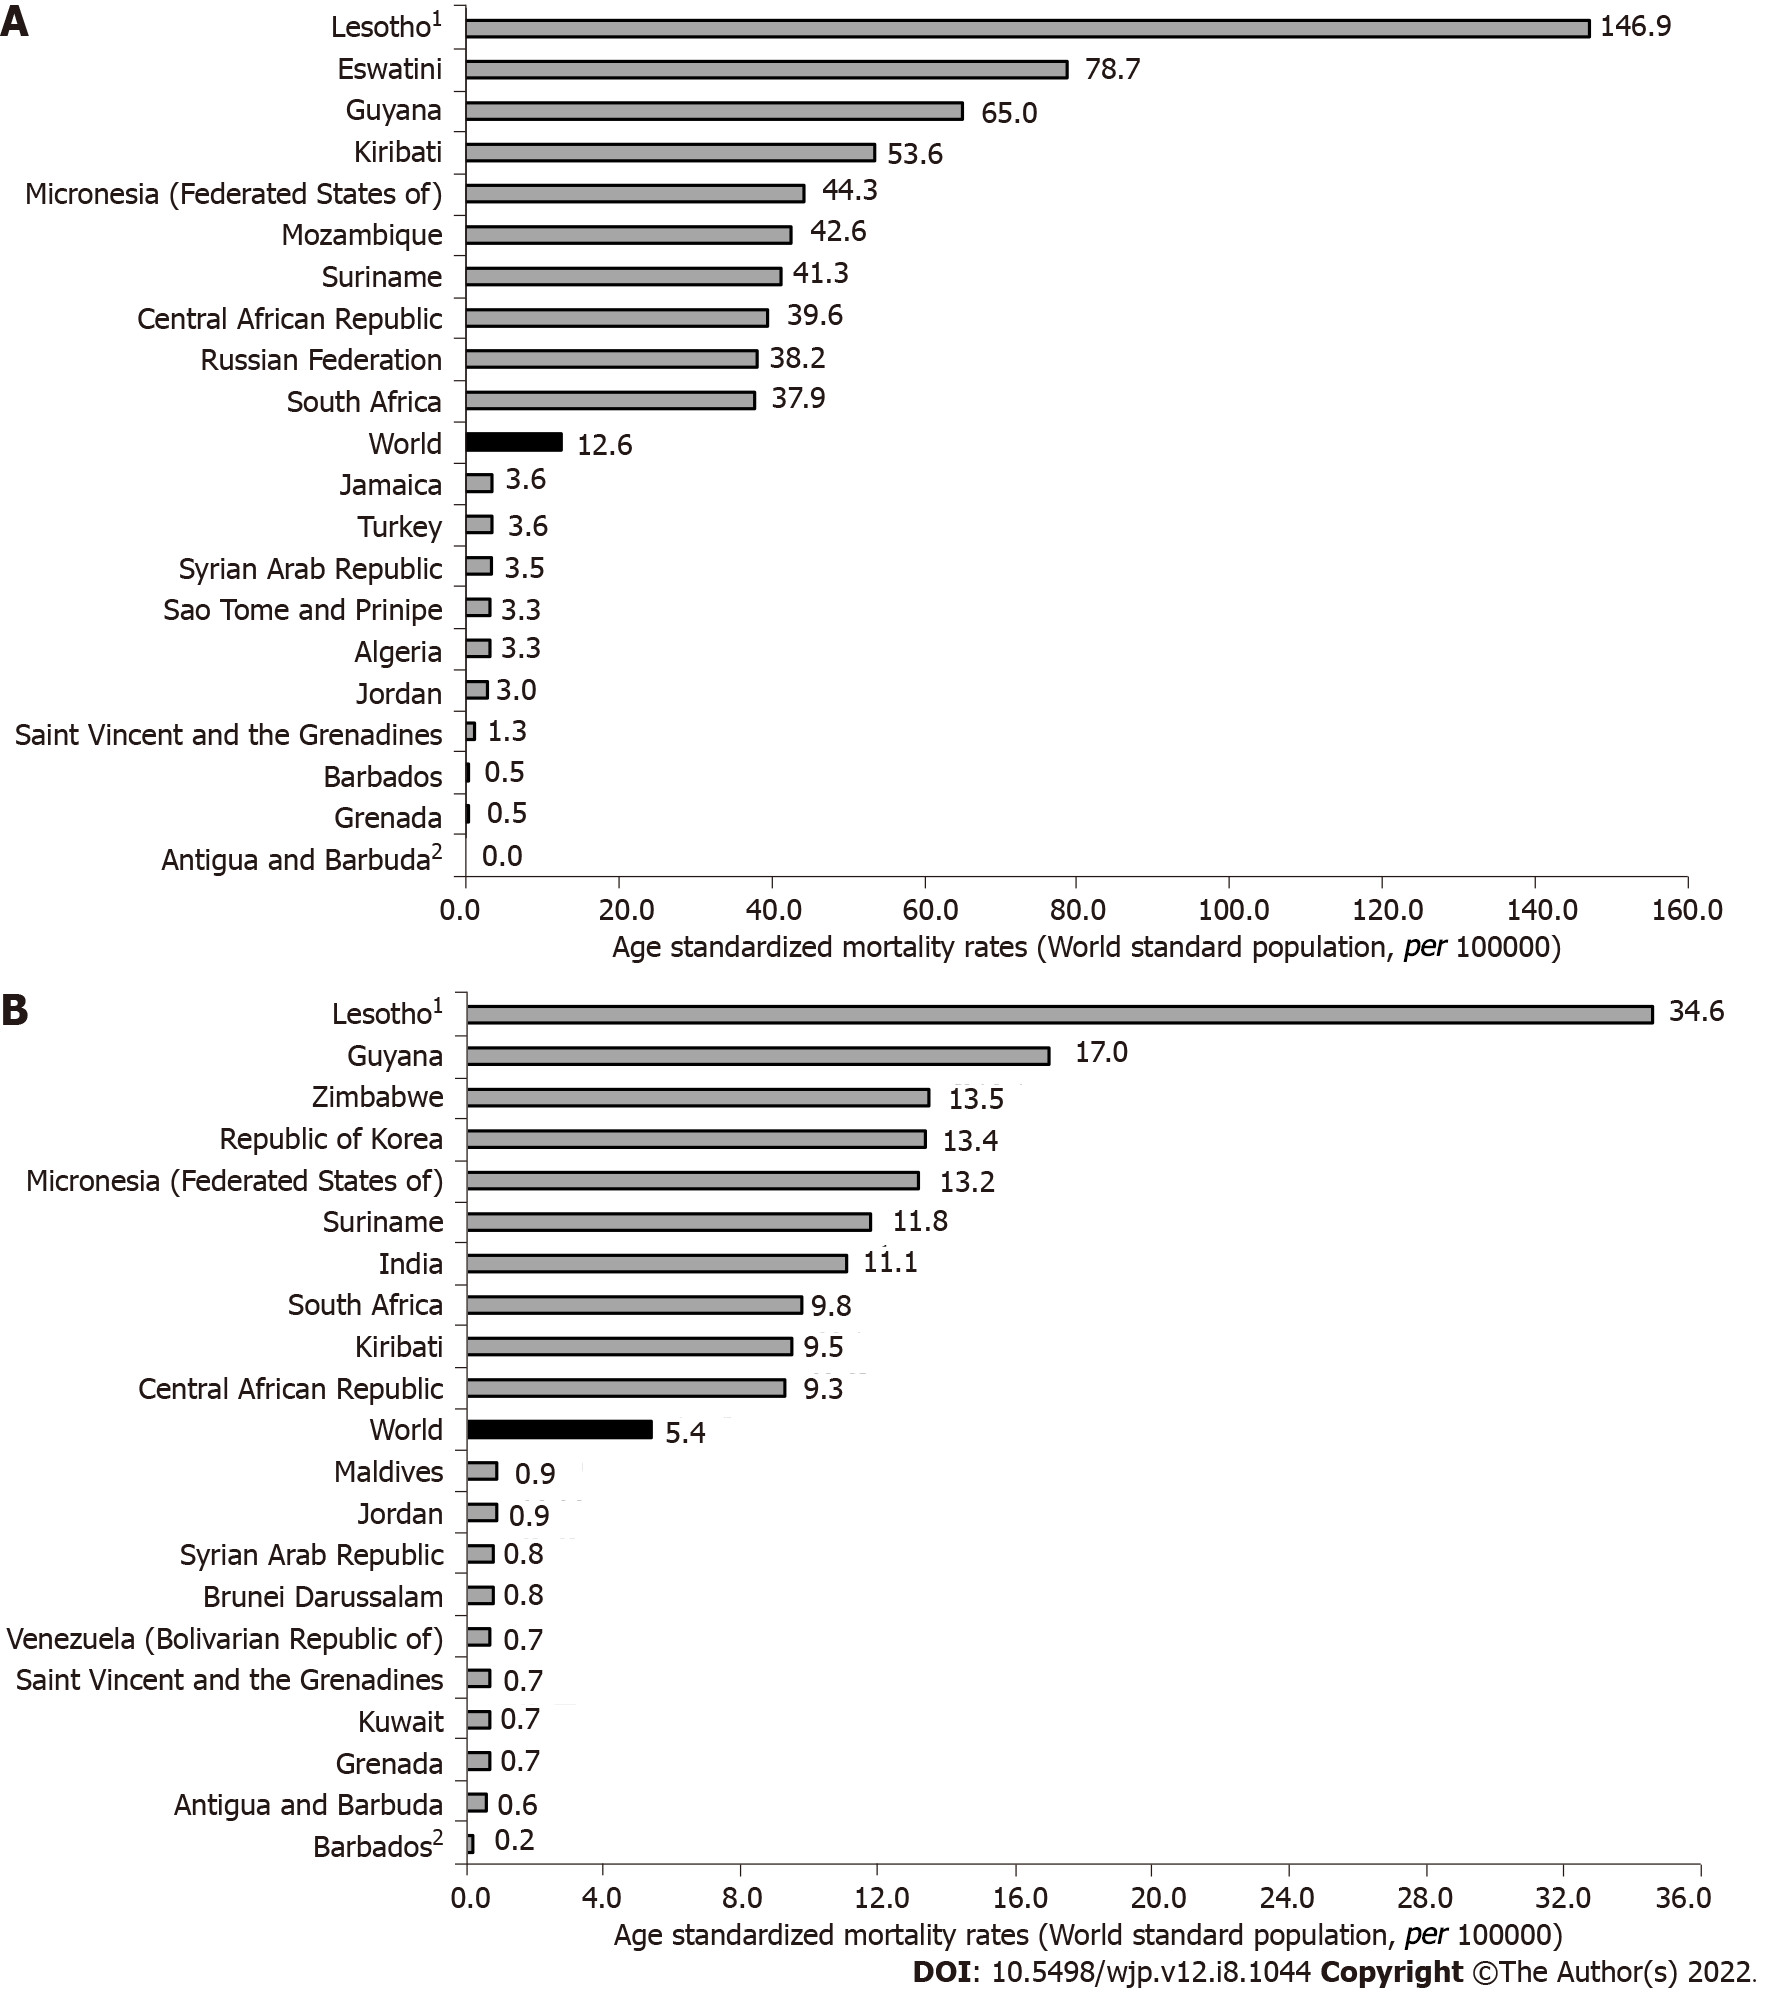 A
Lesotho1 146.9
Eswatini 78.7
Guyana 65.0
Kiribati 53.6
Micronesia (Federated States of) 44.3
Mozambique 42.6
Suriname 41.3
Central African Republic 39.6
Russian Federation 38.2
South Africa 37.9
World 12.6
Jamaica 3.6
Turkey 3.6
Syrian Arab Republic 3.5
Sao Tome and Prinipe 3.3
Algeria 3.3
Jordan 3.0
Saint Vincent and the Grenadines 1.3
Barbados 0.5
Grenada 0.5
Antigua and Barbuda2 0.0
0.0 20.0 40.0 60.0 80.0 100.0 120.0 140.0 160.0
Age standardized mortality rates (World standard population, per 100000)
B
Lesotho1 34.6
Guyana 17.0
Zimbabwe 13.5
Republic of Korea 13.4
Micronesia (Federated States of) 13.2
Suriname 11.8
India 11.1
South Africa 9.8
Kiribati 9.5
Central African Republic 9.3
World 5.4
Maldives 0.9
Jordan 0.9
Syrian Arab Republic 0.8
Brunei Darussalam 0.8
Venezuela (Bolivarian Republic of) 0.7
Saint Vincent and the Grenadines 0.7
Kuwait 0.7
Grenada 0.7
Antigua and Barbuda 0.6
Barbados2 0.2
0.0 4.0 8.0 12.0 16.0 20.0 24.0 28.0 32.0 36.0
Age standardized mortality rates (World standard population, per 100000)
DOI: 10.5498/wjp.v12.i8.1044 Copyright ©The Author(s) 2022.